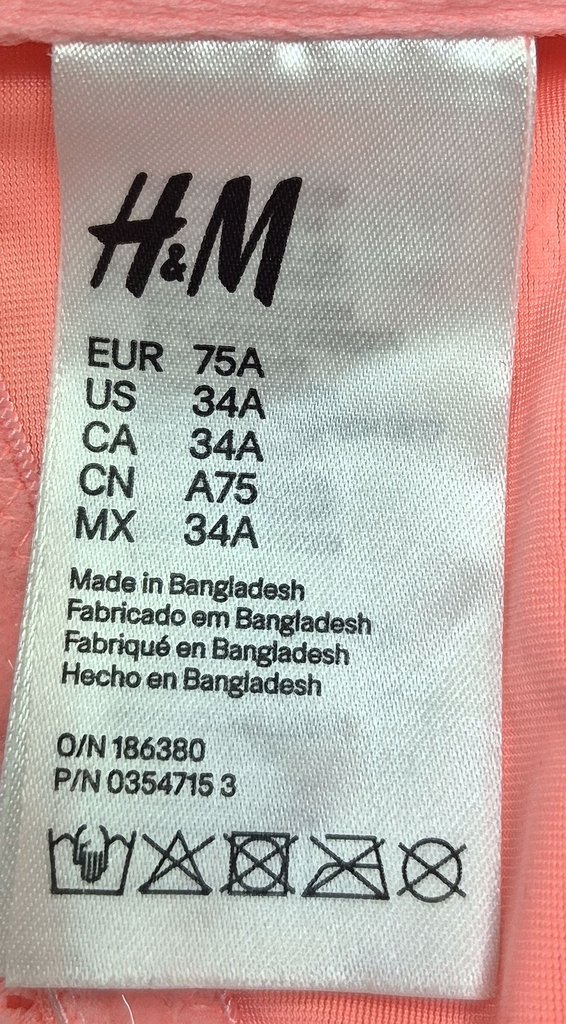 H&M
EUR 75A
US 34A
CA 34A
CN A75
MX 34A
Made in Bangladesh
Fabricado em Bangladesh
Fabriqué en Bangladesh
Hecho en Bangladesh
O/N 186380
P/N 0354715 3